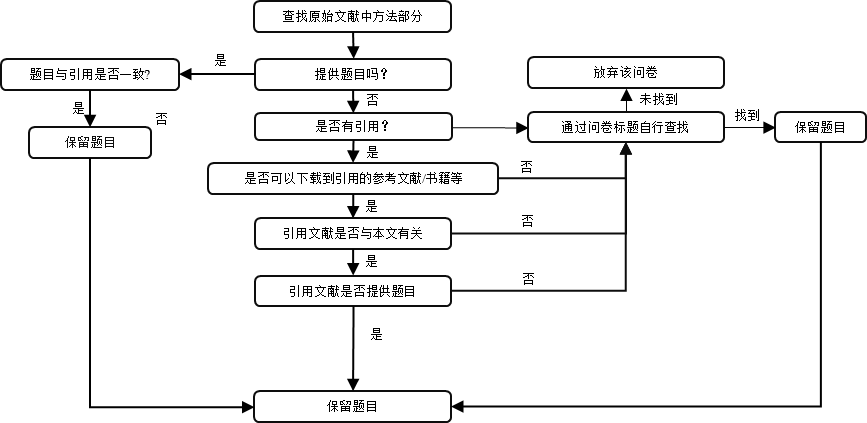 查找原始文献中方法部分
是
题目与引用是否一致?
提供题目吗？
放弃该问卷
是
否
未找到
保留题目
否
是否有引用？
通过问卷标题自行查找
找到
保留题目
是
是否可以下载到引用的参考文献/书籍等
否
是
引用文献是否与本文有关
否
是
引用文献是否提供题目
否
是
保留题目